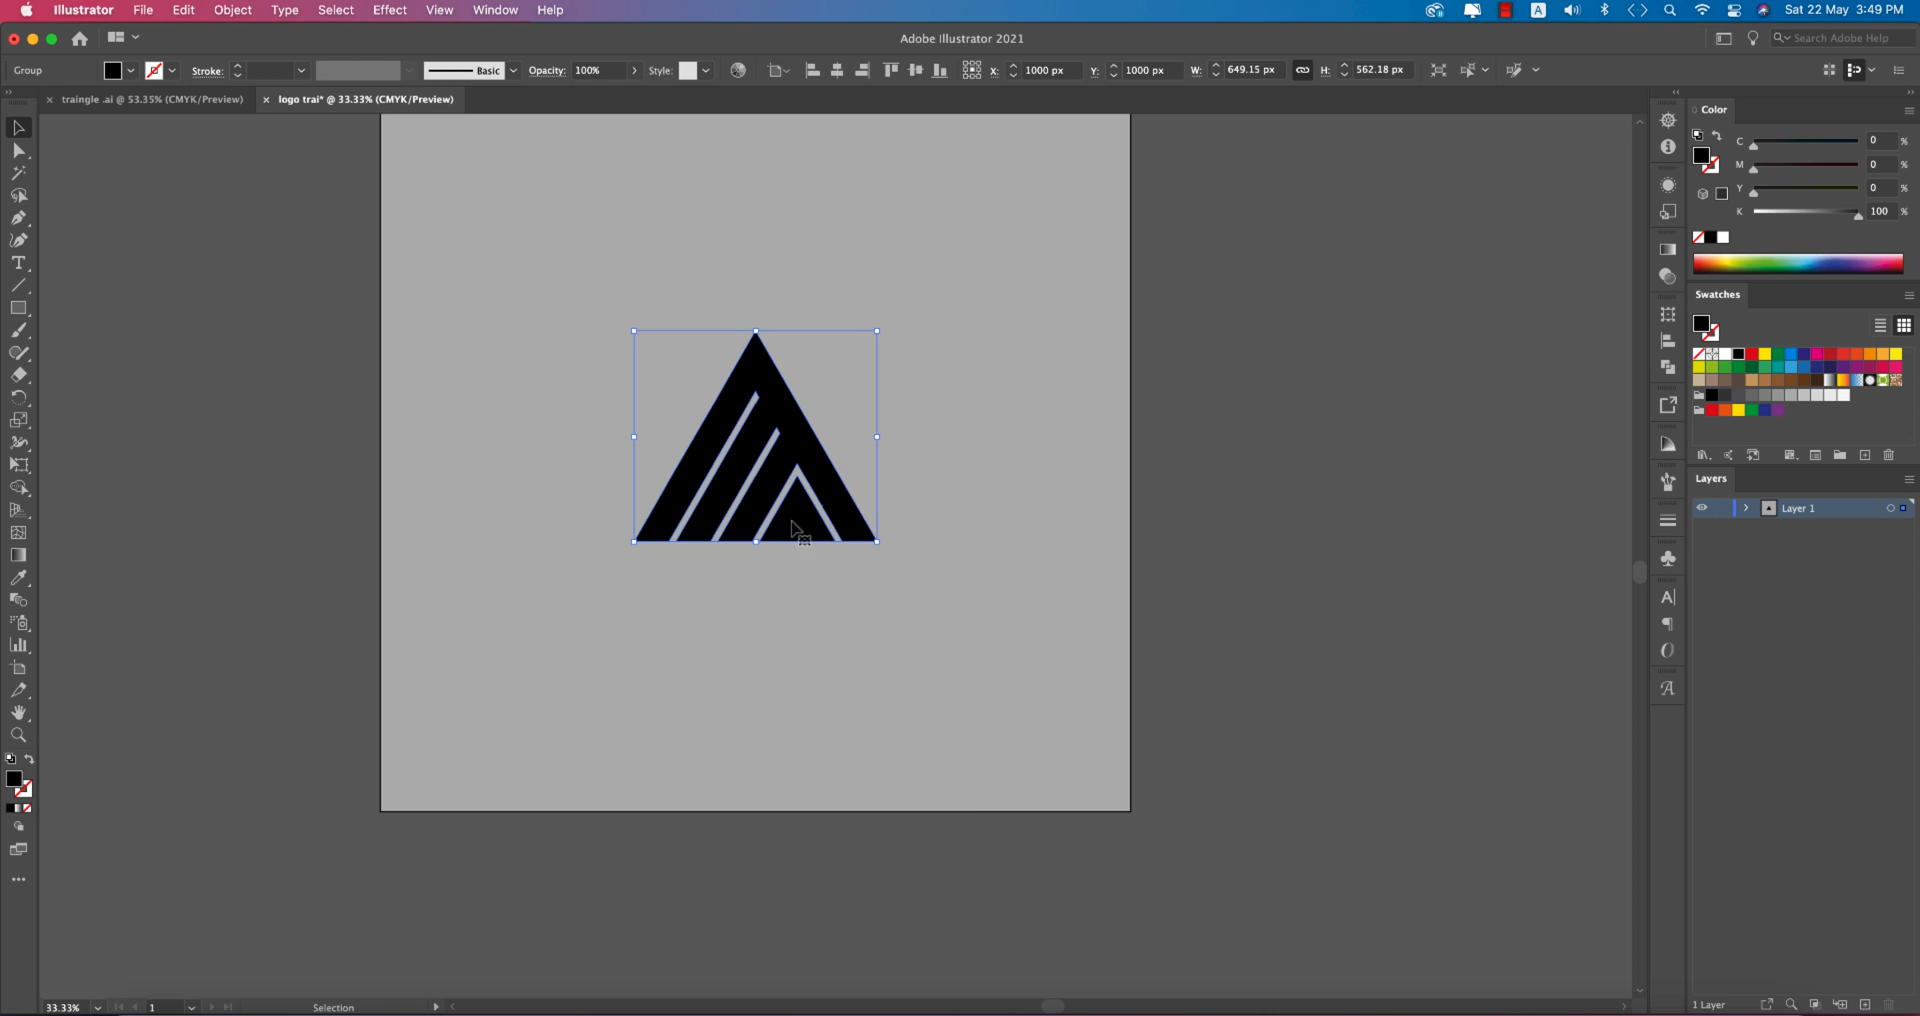 Illustrator File Edit Object Type Select Effect View Window Help
A Sat 22 May 3:49 PM
Adobe Illustrator 2021
Search Adobe Help
Group
Stroke:
Basic
Opacity: 100%
Style:
X: 1000 px
Y: 1000 px
W: 649.15 px
H: 562.18 px
traingle .ai @ 53.35% (CMYK/Preview)
logo trai* @ 33.33% (CMYK/Preview)
Color
C 0 %
M 0 %
Y 0 %
K 100 %
Swatches
Layers
Layer 1
33.33%
1
Selection
1 Layer